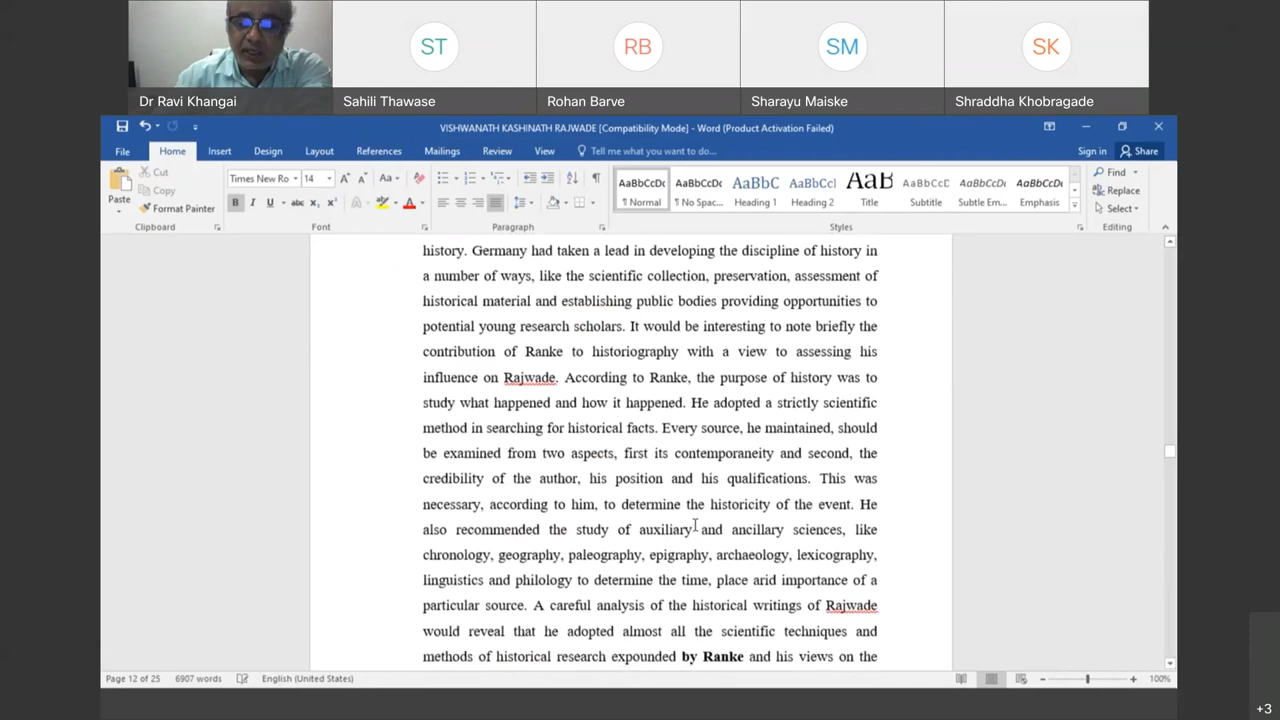 ST
RB
SM
SK
Dr Ravi Khangai
Sahili Thawase
Rohan Barve
Sharayu Maiske
Shraddha Khobragade
VISHWANATH KASHINATH RAJWADE [Compatibility Mode] - Word (Product Activation Failed)
File Home Insert Design Layout References Mailings Review View Tell me what you want to do... Sign in Share
Paste
Cut
Copy
Format Painter
Clipboard
Times New Ro 14
Font
Paragraph
AaBbCcDc AaBbCcDc AaBbC AaBbCcI AaB AaBbCcD AaBbCcDc AaBbCcDc
¶ Normal ¶ No Spac... Heading 1 Heading 2 Title Subtitle Subtle Em... Emphasis
Styles
Find
Replace
Select
Editing
history. Germany had taken a lead in developing the discipline of history in
a number of ways, like the scientific collection, preservation, assessment of
historical material and establishing public bodies providing opportunities to
potential young research scholars. It would be interesting to note briefly the
contribution of Ranke to historiography with a view to assessing his
influence on Rajwade. According to Ranke, the purpose of history was to
study what happened and how it happened. He adopted a strictly scientific
method in searching for historical facts. Every source, he maintained, should
be examined from two aspects, first its contemporaneity and second, the
credibility of the author, his position and his qualifications. This was
necessary, according to him, to determine the historicity of the event. He
also recommended the study of auxiliary and ancillary sciences, like
chronology, geography, paleography, epigraphy, archaeology, lexicography,
linguistics and philology to determine the time, place arid importance of a
particular source. A careful analysis of the historical writings of Rajwade
would reveal that he adopted almost all the scientific techniques and
methods of historical research expounded by Ranke and his views on the
Page 12 of 25 6907 words English (United States) 100%
+3